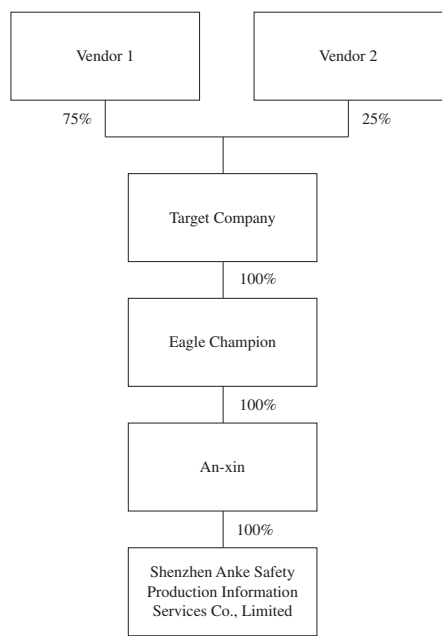 Vendor 1
Vendor 2
75%
25%
Target Company
100%
Eagle Champion
100%
An-xin
100%
Shenzhen Anke Safety
Production Information
Services Co., Limited